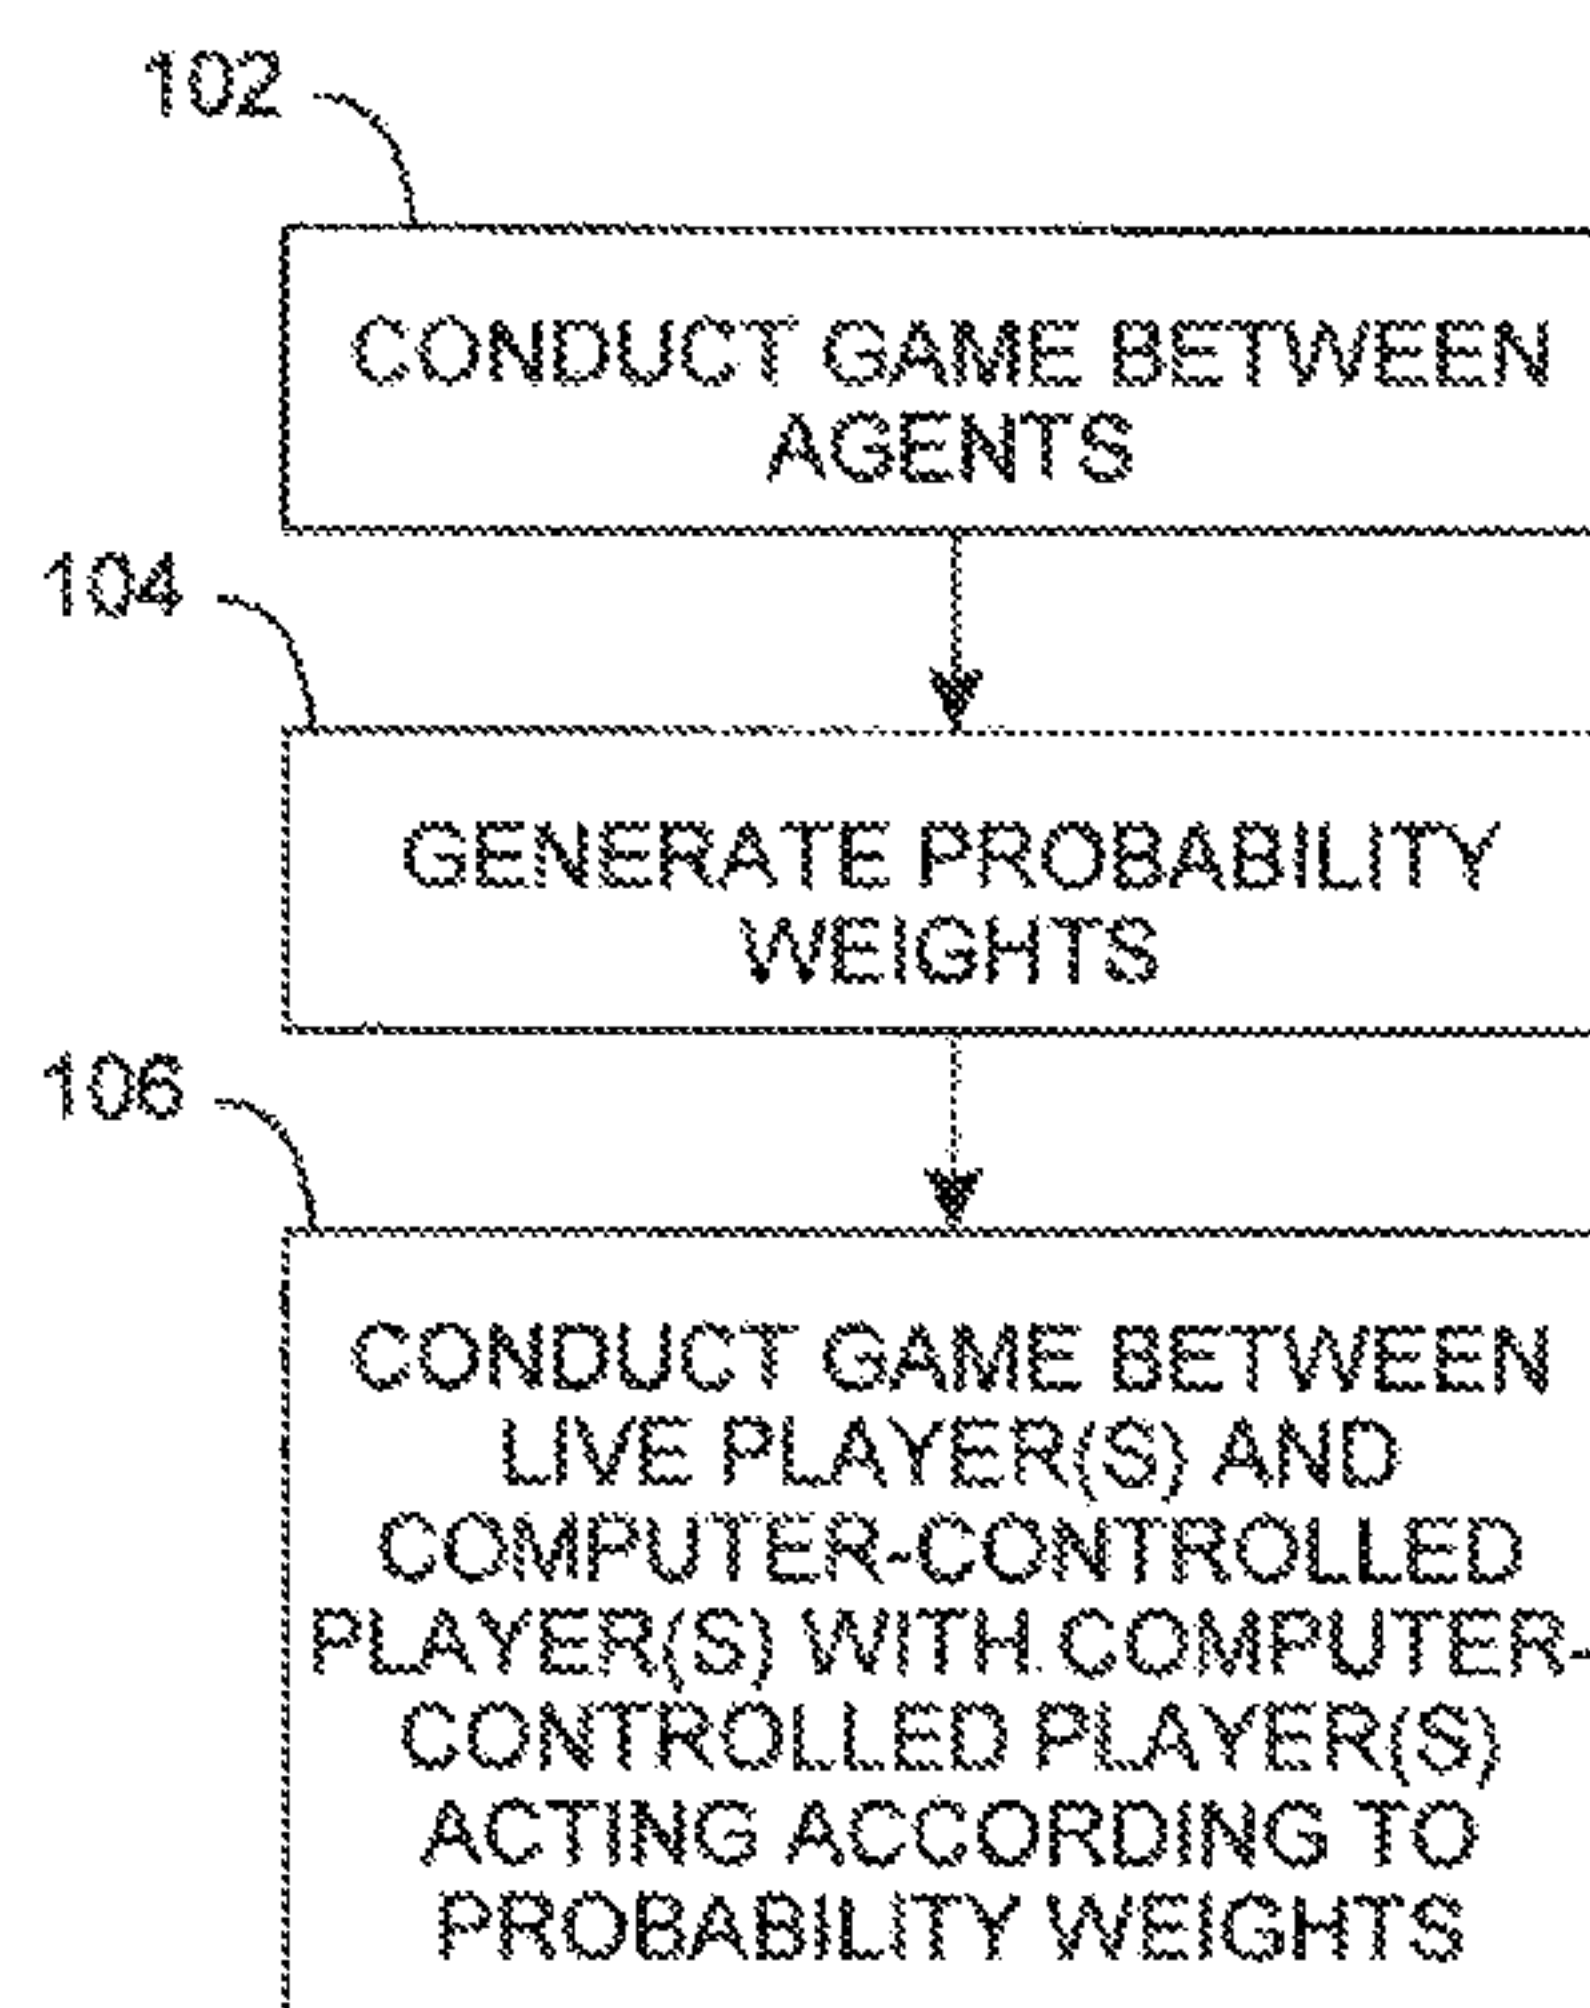 102
CONDUCT GAME BETWEEN
AGENTS
104
GENERATE PROBABILITY
WEIGHTS
106
CONDUCT GAME BETWEEN
LIVE PLAYER(S) AND
COMPUTER-CONTROLLED
PLAYER(S) WITH COMPUTER-
CONTROLLED PLAYER(S)
ACTING ACCORDING TO
PROBABILITY WEIGHTS